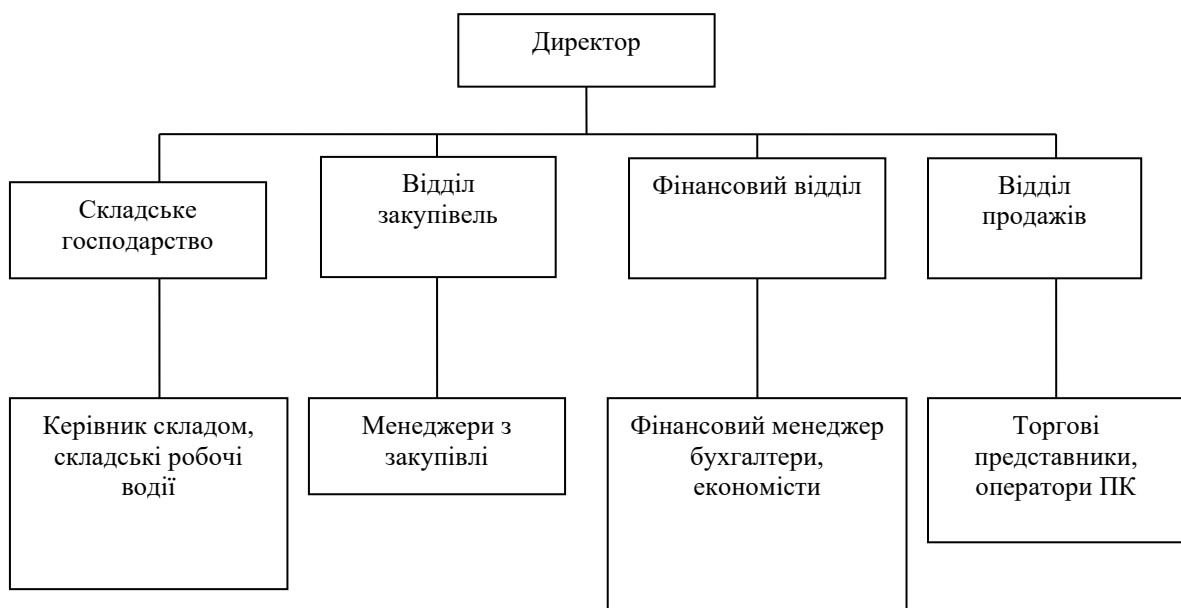 Директор
Складське
господарство
Відділ
закупівель
Фінансовий відділ
Відділ
продажів
Керівник складом,
складські робочі
водії
Менеджери з
закупівлі
Фінансовий менеджер
бухгалтери,
економісти
Торгові
представники,
оператори ПК